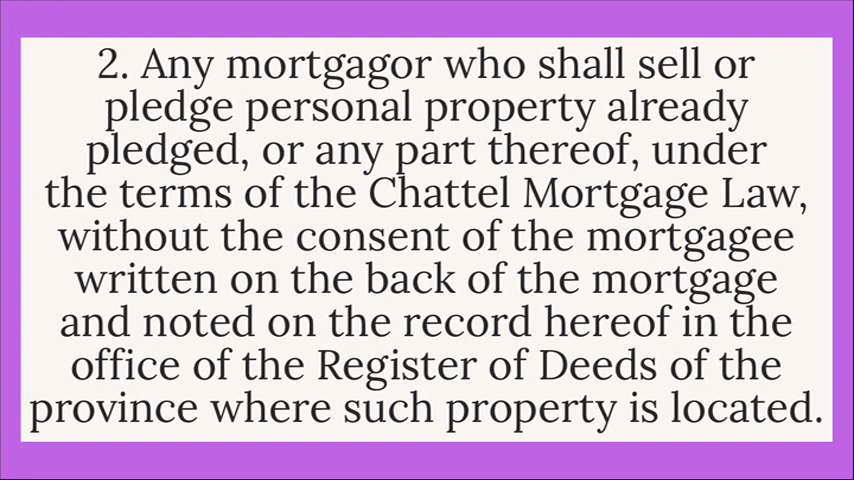 2. Any mortgagor who shall sell or
pledge personal property already
pledged, or any part thereof, under
the terms of the Chattel Mortgage Law,
without the consent of the mortgagee
written on the back of the mortgage
and noted on the record hereof in the
office of the Register of Deeds of the
province where such property is located.